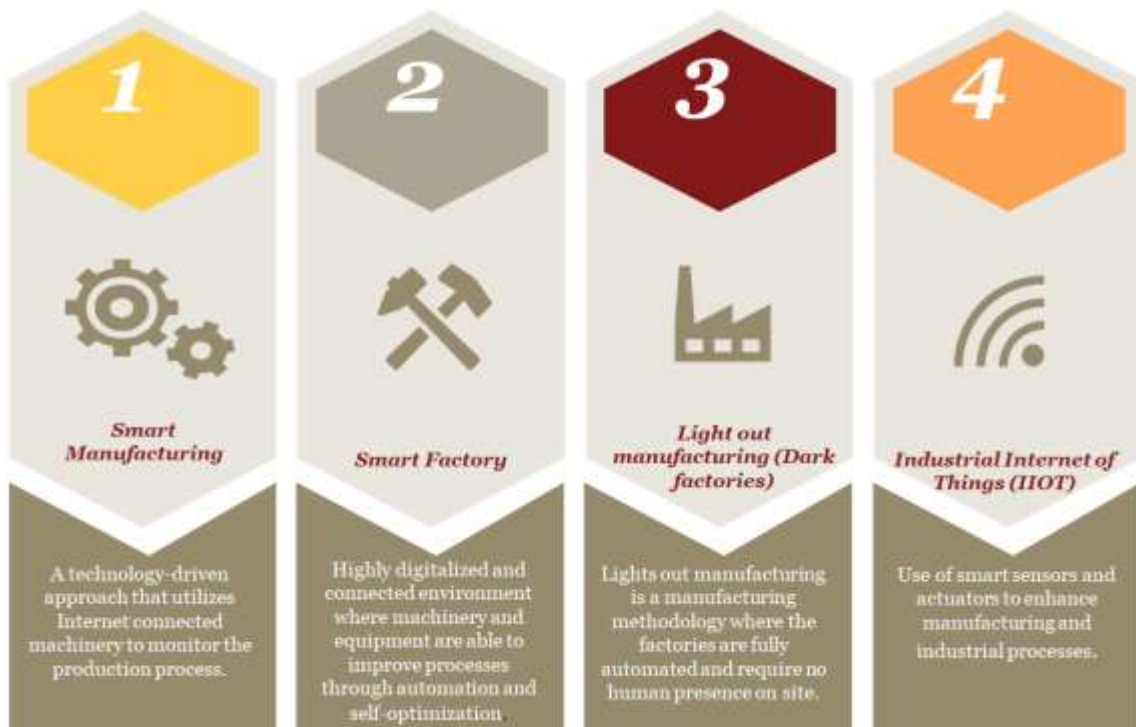 1
Smart
Manufacturing
A technology-driven
approach that utilizes
Internet connected
machinery to monitor the
production process.
2
Smart Factory
Highly digitalized and
connected environment
where machinery and
equipment are able to
improve processes
through automation and
self-optimization.
3
Light out
manufacturing (Dark
factories)
Lights out manufacturing
is a manufacturing
methodology where the
factories are fully
automated and require no
human presence on site.
4
Industrial Internet of
Things (IIOT)
Use of smart sensors and
actuators to enhance
manufacturing and
industrial processes.